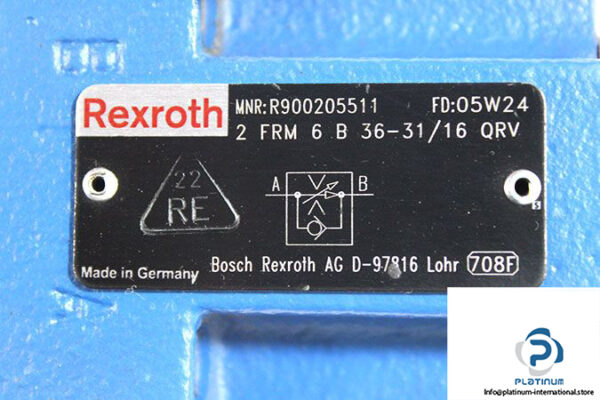 Rexroth
MNR:R900205511 FD:05W24
2 FRM 6 B 36-31/16 QRV
22
RE
A B
Made in Germany
Bosch Rexroth AG D-97816 Lohr 708F
S
PLATINUM
Info@platinum-international.store